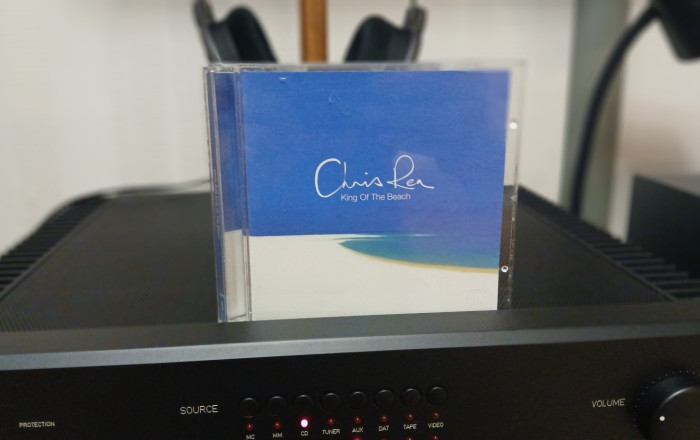 Chris Rea
King Of The Beach
SOURCE
VOLUME
PROTECTION
MC MM CD TUNER AUX DAT TAPE VIDEO